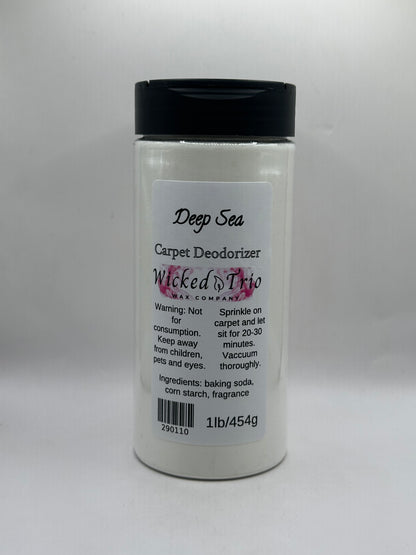 Deep Sea
Carpet Deodorizer
Wicked Trio
WAX COMPANY
Warning: Not
for
consumption.
Keep away
from children,
pets and eyes.
Sprinkle on
carpet and let
sit for 20-30
minutes.
Vaccuum
thoroughly.
Ingredients: baking soda,
corn starch, fragrance
290110
1lb/454g